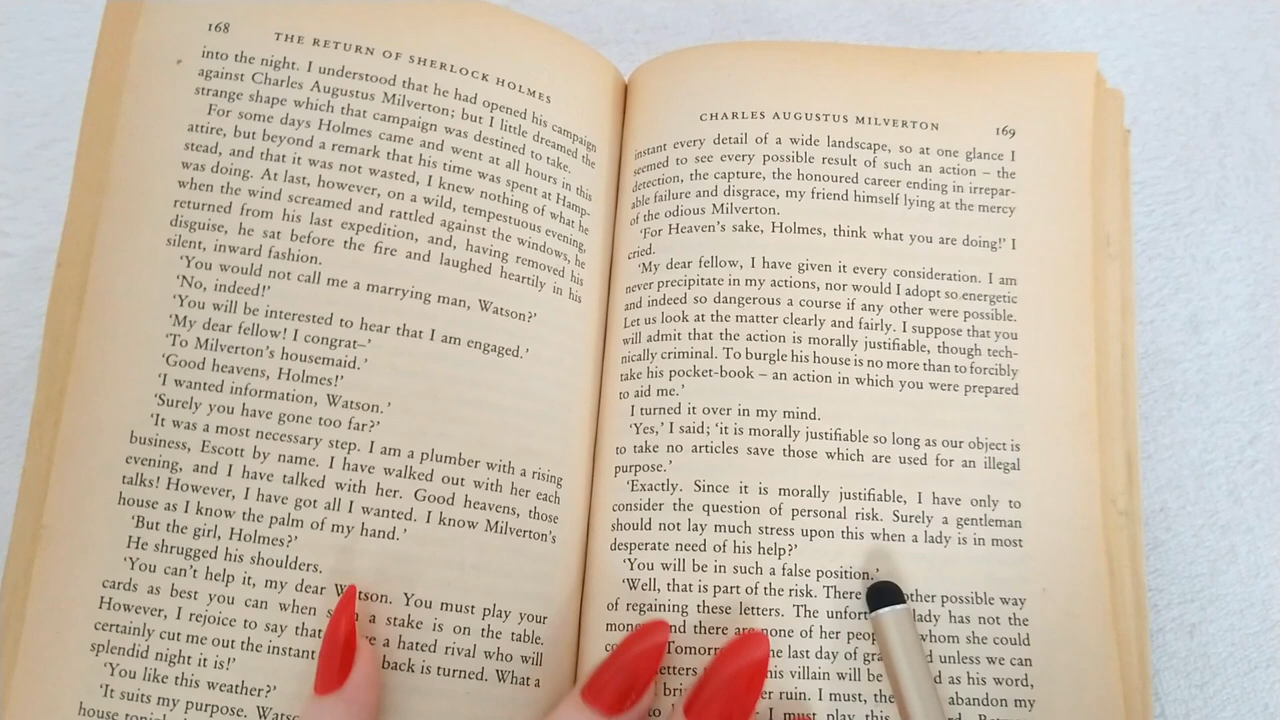 168
THE RETURN OF SHERLOCK HOLMES
into the night. I understood that he had opened his campaign
against Charles Augustus Milverton; but I little dreamed the
strange shape which that campaign was destined to take.
For some days Holmes came and went at all hours in this
attire, but beyond a remark that his time was spent at Hamp-
stead, and that it was not wasted, I knew nothing of what he
was doing. At last, however, on a wild, tempestuous evening,
when the wind screamed and rattled against the windows, he
returned from his last expedition, and, having removed his
disguise, he sat before the fire and laughed heartily in his
silent, inward fashion.
‘You would not call me a marrying man, Watson?’
‘No, indeed!’
‘You will be interested to hear that I am engaged.’
‘My dear fellow! I congrat–’
‘To Milverton’s housemaid.’
‘Good heavens, Holmes!’
‘I wanted information, Watson.’
‘Surely you have gone too far?’
‘It was a most necessary step. I am a plumber with a rising
business, Escott by name. I have walked out with her each
evening, and I have talked with her. Good heavens, those
talks! However, I have got all I wanted. I know Milverton’s
house as I know the palm of my hand.’
‘But the girl, Holmes?’
He shrugged his shoulders.
‘You can’t help it, my dear Watson. You must play your
cards as best you can when a stake is on the table.
However, I rejoice to say that a hated rival who will
certainly cut me out the instant back is turned. What a
splendid night it is!’
‘You like this weather?’
‘It suits my purpose.
CHARLES AUGUSTUS MILVERTON
169
instant every detail of a wide landscape, so at one glance I
seemed to see every possible result of such an action – the
detection, the capture, the honoured career ending in irrepar-
able failure and disgrace, my friend himself lying at the mercy
of the odious Milverton.
‘For Heaven’s sake, Holmes, think what you are doing!’ I
cried.
‘My dear fellow, I have given it every consideration. I am
never precipitate in my actions, nor would I adopt so energetic
and indeed so dangerous a course if any other were possible.
Let us look at the matter clearly and fairly. I suppose that you
will admit that the action is morally justifiable, though tech-
nically criminal. To burgle his house is no more than to forcibly
take his pocket-book – an action in which you were prepared
to aid me.’
I turned it over in my mind.
‘Yes,’ I said; ‘it is morally justifiable so long as our object is
to take no articles save those which are used for an illegal
purpose.’
‘Exactly. Since it is morally justifiable, I have only to
consider the question of personal risk. Surely a gentleman
should not lay much stress upon this when a lady is in most
desperate need of his help?’
‘You will be in such a false position.’
‘Well, that is part of the risk. There other possible way
of regaining these letters. The lady has not the
and there are none of her whom she could
the last day of unless we can
this villain will be as his word,
ruin. I must, abandon my
I must play this